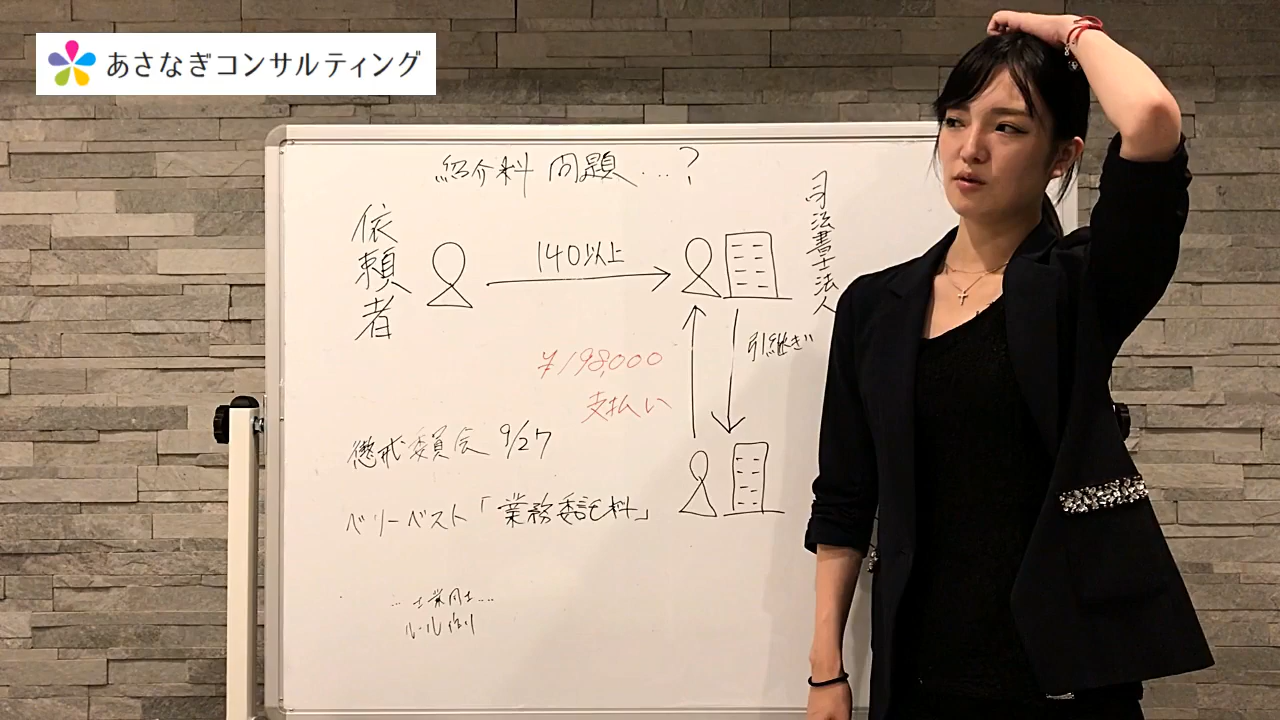 あさなぎコンサルティング
紹介料 問題...?
依頼者
140以上
司法書士法人
引継ぎ
¥198,000
支払い
懲戒委員会 9/27
ベリーベスト「業務委託料」
...士業同士....
ルール作り